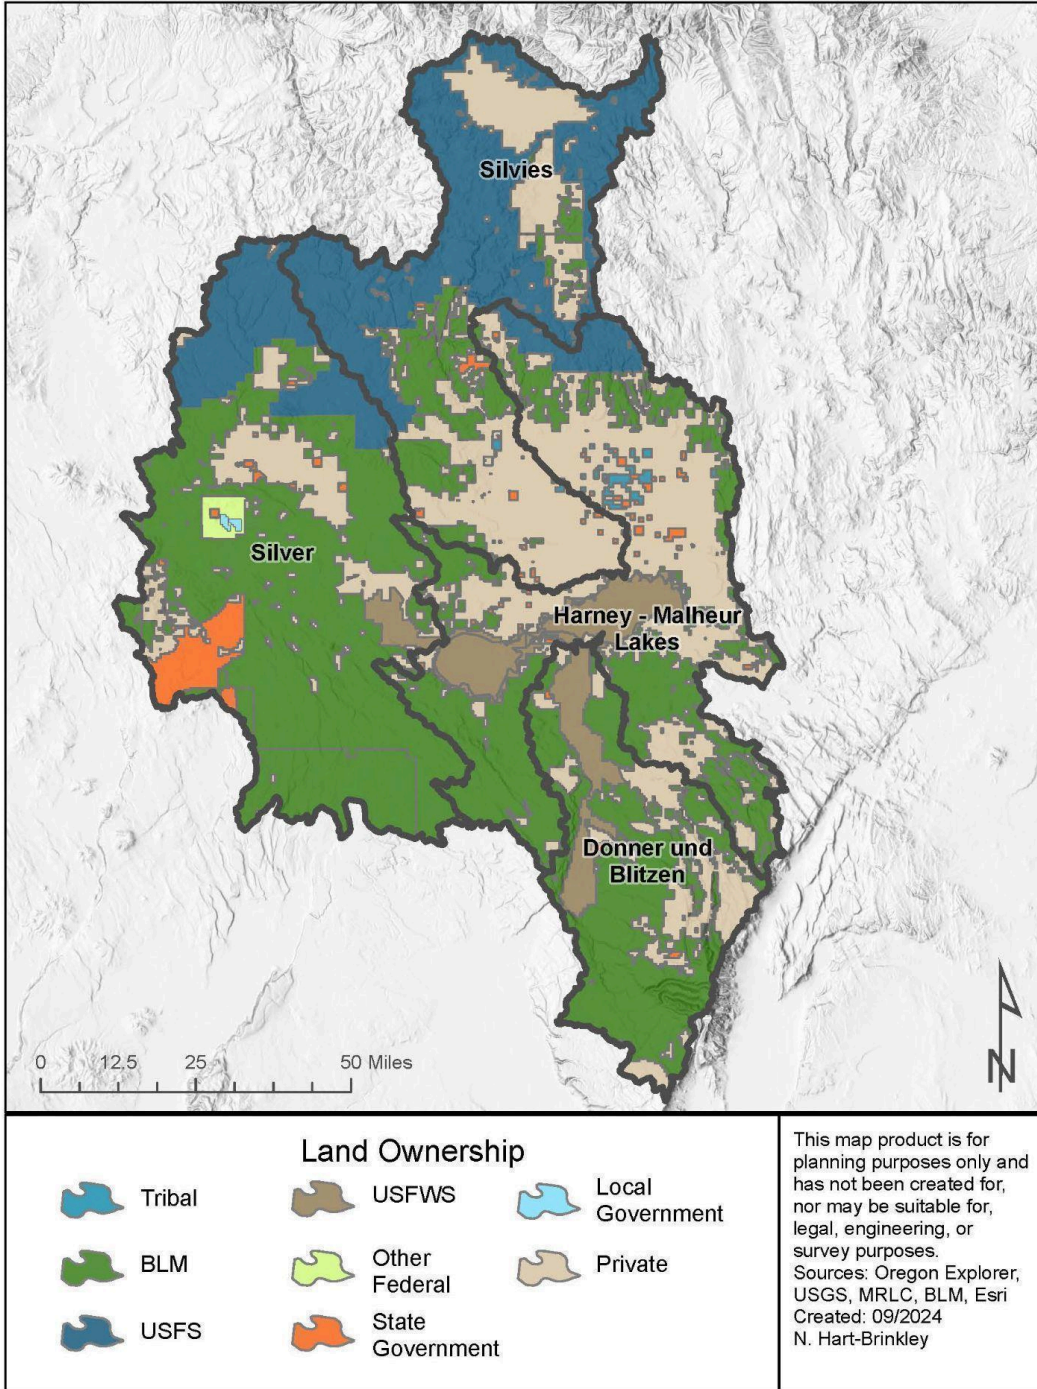 Silvies
Silver
Harney - Malheur
Lakes
Donner und
Blitzen
0 12.5 25 50 Miles
N
Land Ownership
Tribal
BLM
USFS
USFWS
Other
Federal
State
Government
Local
Government
Private
This map product is for
planning purposes only and
has not been created for,
nor may be suitable for,
legal, engineering, or
survey purposes.
Sources: Oregon Explorer,
USGS, MRLC, BLM, Esri
Created: 09/2024
N. Hart-Brinkley